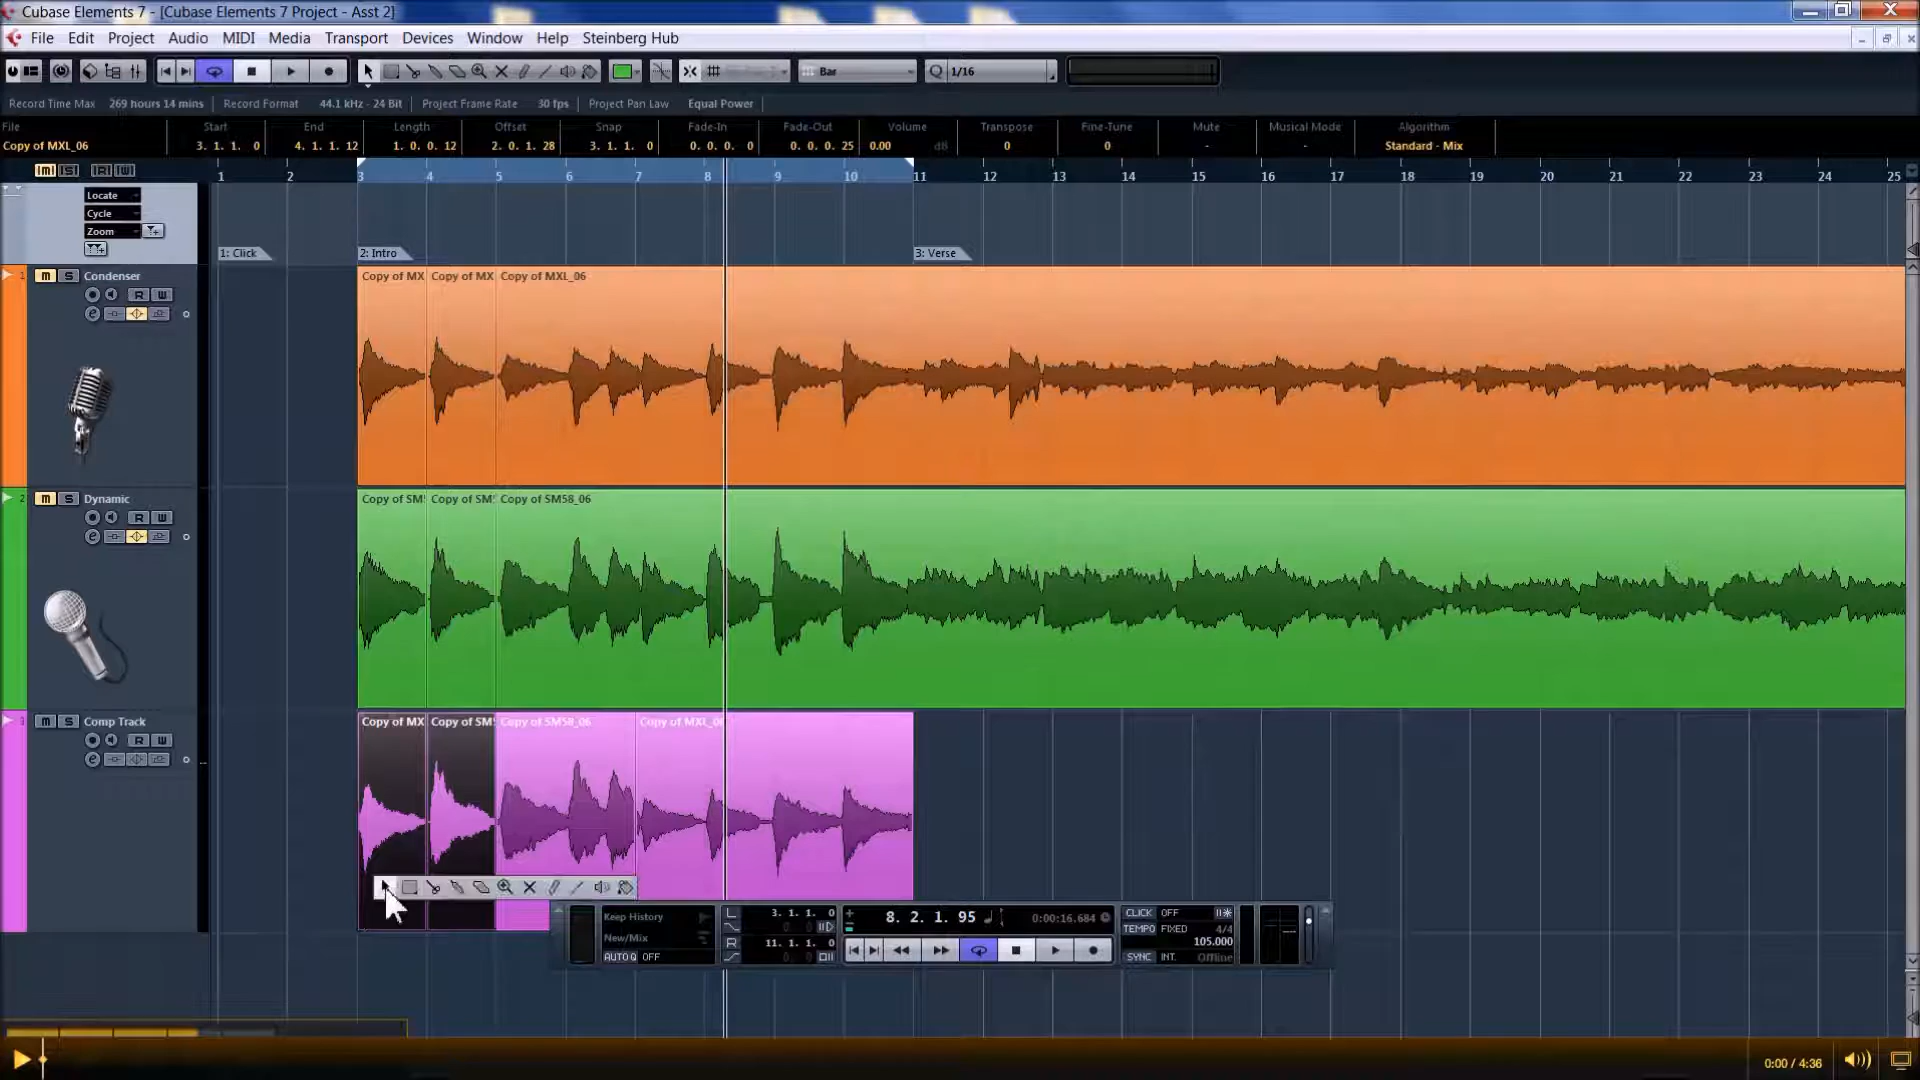 Cubase Elements 7 - [Cubase Elements 7 Project - Asst 2]
File Edit Project Audio MIDI Media Transport Devices Window Help Steinberg Hub
Bar
Q 1/16
Record Time Max 269 hours 14 mins Record Format 44.1 kHz - 24 Bit Project Frame Rate 30 fps Project Pan Law Equal Power
File Start End Length Offset Snap Fade-In Fade-Out Volume Transpose Fine-Tune Mute Musical Mode Algorithm
Copy of MXL_06 3. 1. 1. 0 4. 1. 1. 12 1. 0. 0. 12 2. 0. 1. 28 3. 1. 1. 0 0. 0. 0. 0 0. 0. 0. 25 0.00 dB 0 0 - - Standard - Mix
M S R W
1 2 3 4 5 6 7 8 9 10 11 12 13 14 15 16 17 18 19 20 21 22 23 24 25
Locate
Cycle
Zoom
1: Click 2: Intro 3: Verse
1 m S Condenser
R W
e
Copy of MX Copy of MX Copy of MXL_06
2 m S Dynamic
R W
e
Copy of SM Copy of SM Copy of SM58_06
3 m S Comp Track
R W
e
Copy of MX Copy of SM Copy of SM58_06 Copy of MXL_0
Keep History
New/Mix
AUTO Q OFF
L 3. 1. 1. 0
R 11. 1. 1. 0
0. 0
8. 2. 1. 95
0:00:16.684
CLICK OFF
TEMPO FIXED 4/4
105.000
SYNC INT. Offline
0:00 / 4:36